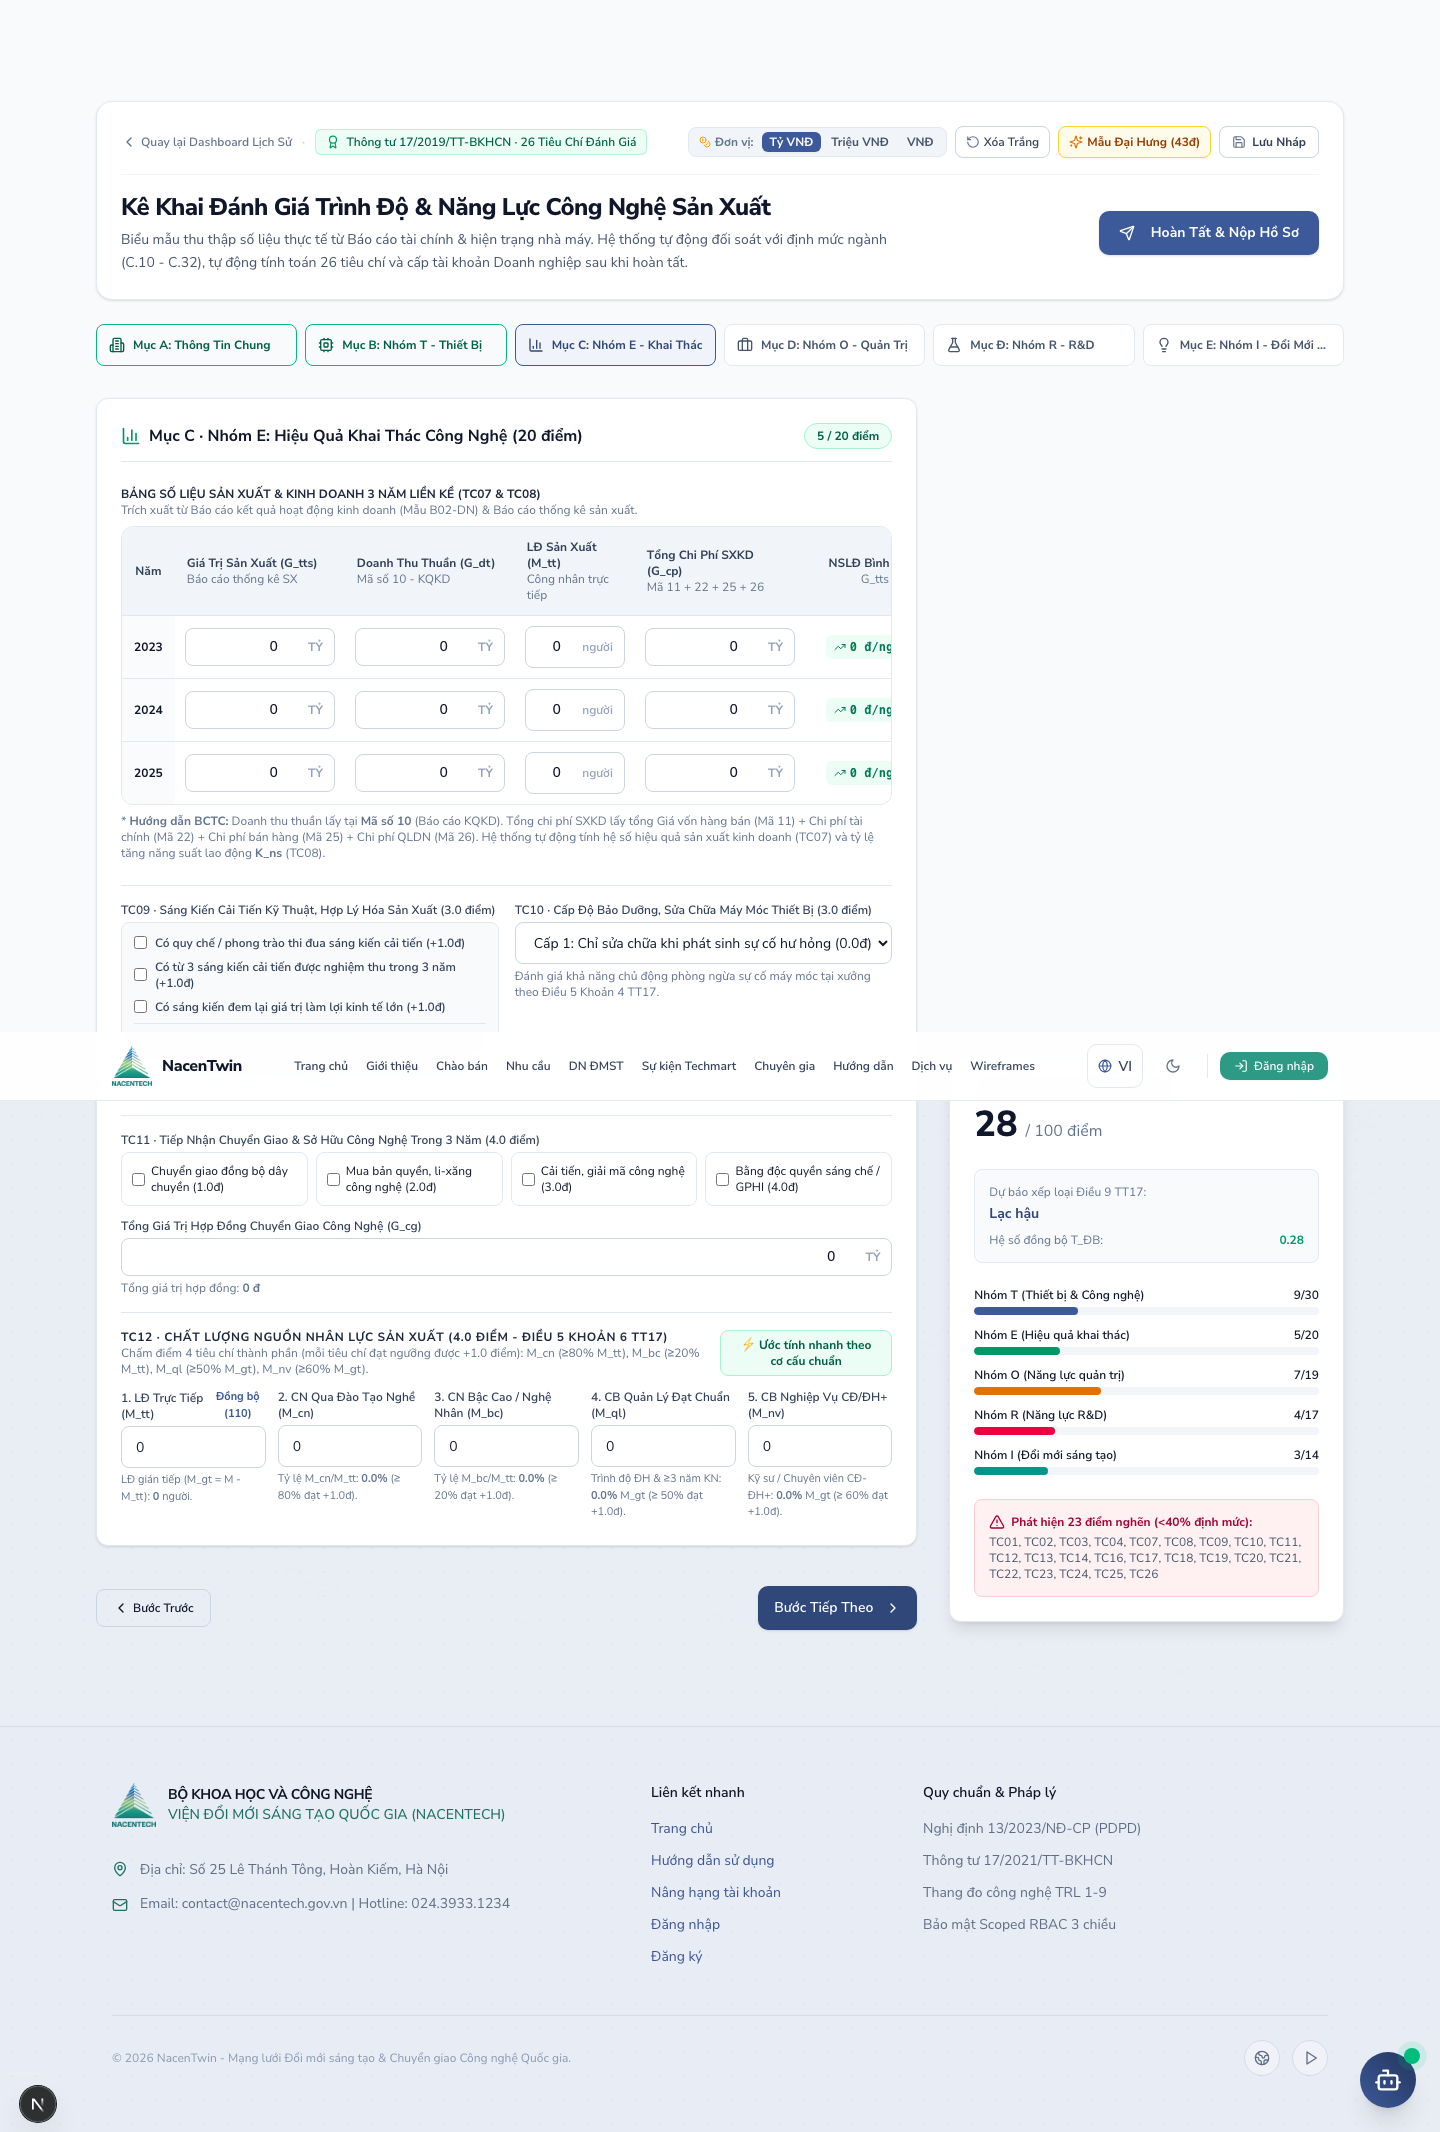 Quay lại Dashboard Lịch Sử
·
Thông tư 17/2019/TT-BKHCN · 26 Tiêu Chí Đánh Giá
Đơn vị:
Tỷ VNĐ
Triệu VNĐ
VNĐ
Xóa Trắng
Mẫu Đại Hưng (43đ)
Lưu Nháp
Kê Khai Đánh Giá Trình Độ & Năng Lực Công Nghệ Sản Xuất
Biểu mẫu thu thập số liệu thực tế từ Báo cáo tài chính & hiện trạng nhà máy. Hệ thống tự động đối soát với định mức ngành
(C.10 - C.32), tự động tính toán 26 tiêu chí và cấp tài khoản Doanh nghiệp sau khi hoàn tất.
Hoàn Tất & Nộp Hồ Sơ
Mục A: Thông Tin Chung
Mục B: Nhóm T - Thiết Bị
Mục C: Nhóm E - Khai Thác
Mục D: Nhóm O - Quản Trị
Mục Đ: Nhóm R - R&D
Mục E: Nhóm I - Đổi Mới ...
Mục C · Nhóm E: Hiệu Quả Khai Thác Công Nghệ (20 điểm)
5 / 20 điểm
BẢNG SỐ LIỆU SẢN XUẤT & KINH DOANH 3 NĂM LIỀN KỀ (TC07 & TC08)
Trích xuất từ Báo cáo kết quả hoạt động kinh doanh (Mẫu B02-DN) & Báo cáo thống kê sản xuất.
Năm
Giá Trị Sản Xuất (G_tts)
Báo cáo thống kê SX
Doanh Thu Thuần (G_dt)
Mã số 10 - KQKD
LĐ Sản Xuất
(M_tt)
Công nhân trực
tiếp
Tổng Chi Phí SXKD
(G_cp)
Mã 11 + 22 + 25 + 26
NSLĐ Bình
G_tts
2023
0 TỶ
0 TỶ
0 người
0 TỶ
0 đ/ng
2024
0 TỶ
0 TỶ
0 người
0 TỶ
0 đ/ng
2025
0 TỶ
0 TỶ
0 người
0 TỶ
0 đ/ng
* Hướng dẫn BCTC: Doanh thu thuần lấy tại Mã số 10 (Báo cáo KQKD). Tổng chi phí SXKD lấy tổng Giá vốn hàng bán (Mã 11) + Chi phí tài
chính (Mã 22) + Chi phí bán hàng (Mã 25) + Chi phí QLDN (Mã 26). Hệ thống tự động tính hệ số hiệu quả sản xuất kinh doanh (TC07) và tỷ lệ
tăng năng suất lao động K_ns (TC08).
TC09 · Sáng Kiến Cải Tiến Kỹ Thuật, Hợp Lý Hóa Sản Xuất (3.0 điểm)
Có quy chế / phong trào thi đua sáng kiến cải tiến (+1.0đ)
Có từ 3 sáng kiến cải tiến được nghiệm thu trong 3 năm
(+1.0đ)
Có sáng kiến đem lại giá trị làm lợi kinh tế lớn (+1.0đ)
TC10 · Cấp Độ Bảo Dưỡng, Sửa Chữa Máy Móc Thiết Bị (3.0 điểm)
Cấp 1: Chỉ sửa chữa khi phát sinh sự cố hư hỏng (0.0đ)
Đánh giá khả năng chủ động phòng ngừa sự cố máy móc tại xưởng
theo Điều 5 Khoản 4 TT17.
NACENTECH
NacenTwin
Trang chủ
Giới thiệu
Chào bán
Nhu cầu
DN ĐMST
Sự kiện Techmart
Chuyên gia
Hướng dẫn
Dịch vụ
Wireframes
VI
Đăng nhập
TC11 · Tiếp Nhận Chuyển Giao & Sở Hữu Công Nghệ Trong 3 Năm (4.0 điểm)
Chuyển giao đồng bộ dây
chuyền (1.0đ)
Mua bản quyền, li-xăng
công nghệ (2.0đ)
Cải tiến, giải mã công nghệ
(3.0đ)
Bằng độc quyền sáng chế /
GPHI (4.0đ)
Tổng Giá Trị Hợp Đồng Chuyển Giao Công Nghệ (G_cg)
0 TỶ
Tổng giá trị hợp đồng: 0 đ
TC12 · CHẤT LƯỢNG NGUỒN NHÂN LỰC SẢN XUẤT (4.0 ĐIỂM - ĐIỀU 5 KHOẢN 6 TT17)
Chấm điểm 4 tiêu chí thành phần (mỗi tiêu chí đạt ngưỡng được +1.0 điểm): M_cn (≥80% M_tt), M_bc (≥20%
M_tt), M_ql (≥50% M_gt), M_nv (≥60% M_gt).
⚡ Ước tính nhanh theo
cơ cấu chuẩn
1. LĐ Trực Tiếp
(M_tt)
Đồng bộ
(110)
0
LĐ gián tiếp (M_gt = M -
M_tt): 0 người.
2. CN Qua Đào Tạo Nghề
(M_cn)
0
Tỷ lệ M_cn/M_tt: 0.0% (≥
80% đạt +1.0đ).
3. CN Bậc Cao / Nghệ
Nhân (M_bc)
0
Tỷ lệ M_bc/M_tt: 0.0% (≥
20% đạt +1.0đ).
4. CB Quản Lý Đạt Chuẩn
(M_ql)
0
Trình độ ĐH & ≥3 năm KN:
0.0% M_gt (≥ 50% đạt
+1.0đ).
5. CB Nghiệp Vụ CĐ/ĐH+
(M_nv)
0
Kỹ sư / Chuyên viên CĐ-
ĐH+: 0.0% M_gt (≥ 60% đạt
+1.0đ).
Bước Trước
Bước Tiếp Theo
28 / 100 điểm
Dự báo xếp loại Điều 9 TT17:
Lạc hậu
Hệ số đồng bộ T_ĐB: 0.28
Nhóm T (Thiết bị & Công nghệ) 9/30
Nhóm E (Hiệu quả khai thác) 5/20
Nhóm O (Năng lực quản trị) 7/19
Nhóm R (Năng lực R&D) 4/17
Nhóm I (Đổi mới sáng tạo) 3/14
Phát hiện 23 điểm nghẽn (<40% định mức):
TC01, TC02, TC03, TC04, TC07, TC08, TC09, TC10, TC11,
TC12, TC13, TC14, TC16, TC17, TC18, TC19, TC20, TC21,
TC22, TC23, TC24, TC25, TC26
NACENTECH
BỘ KHOA HỌC VÀ CÔNG NGHỆ
VIỆN ĐỔI MỚI SÁNG TẠO QUỐC GIA (NACENTECH)
Địa chỉ: Số 25 Lê Thánh Tông, Hoàn Kiếm, Hà Nội
Email: contact@nacentech.gov.vn | Hotline: 024.3933.1234
Liên kết nhanh
Trang chủ
Hướng dẫn sử dụng
Nâng hạng tài khoản
Đăng nhập
Đăng ký
Quy chuẩn & Pháp lý
Nghị định 13/2023/NĐ-CP (PDPD)
Thông tư 17/2021/TT-BKHCN
Thang đo công nghệ TRL 1-9
Bảo mật Scoped RBAC 3 chiều
© 2026 NacenTwin - Mạng lưới Đổi mới sáng tạo & Chuyển giao Công nghệ Quốc gia.
N